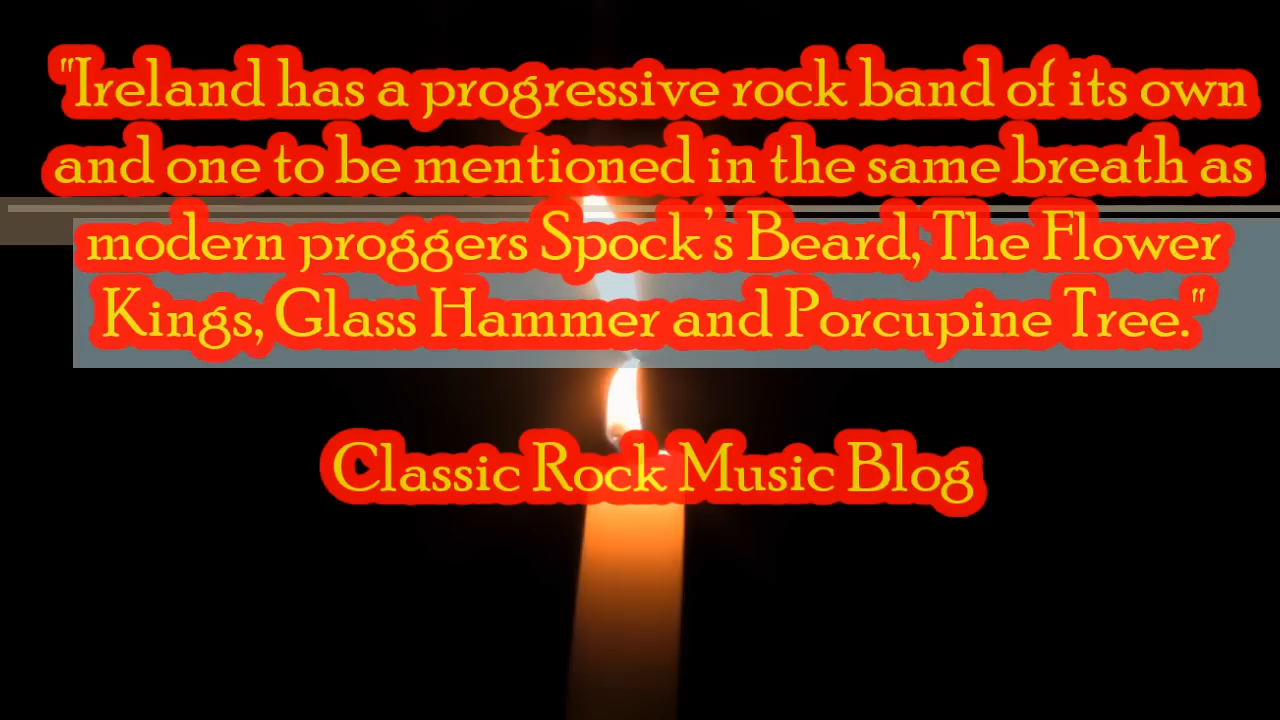 "Ireland has a progressive rock band of its own
and one to be mentioned in the same breath as
modern proggers Spock’s Beard, The Flower
Kings, Glass Hammer and Porcupine Tree."
Classic Rock Music Blog